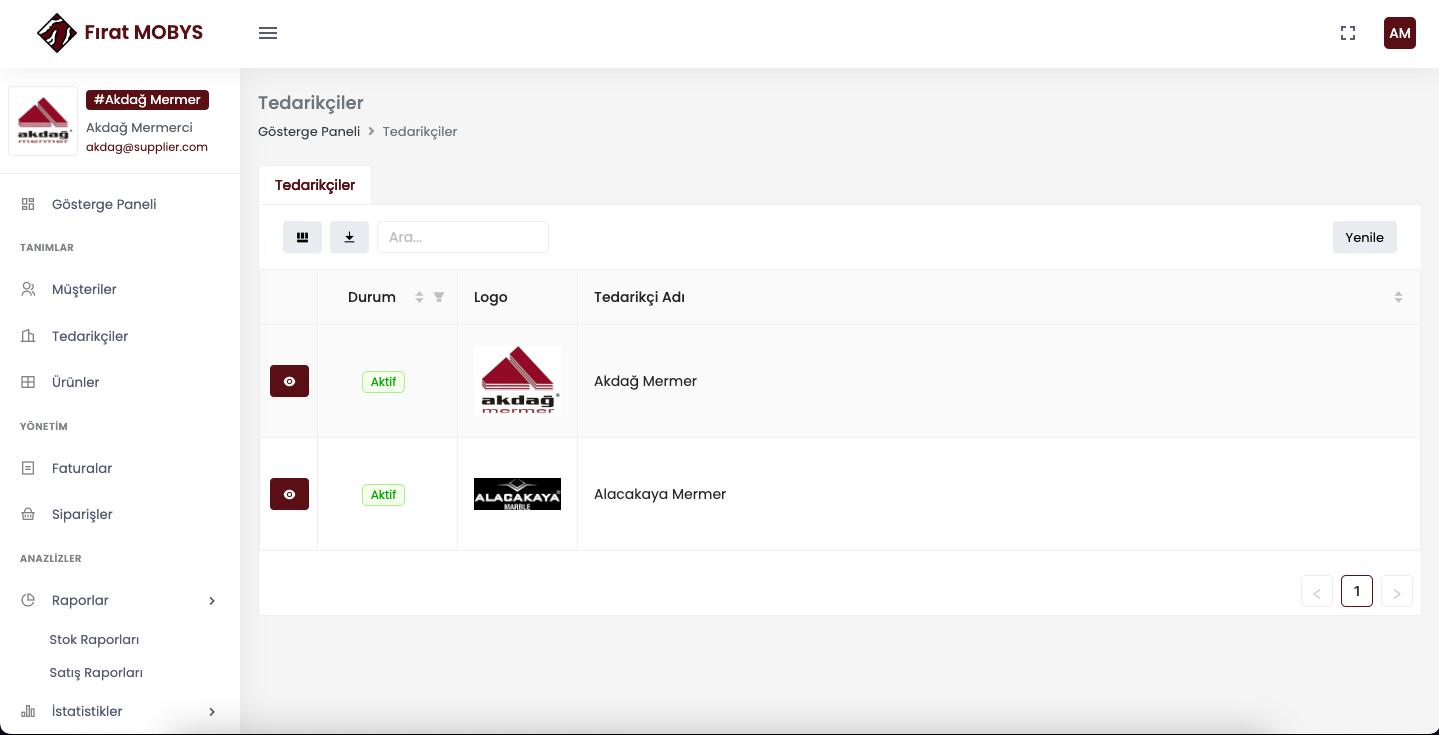 Fırat MOBYS
AM
akdağ
mermer
#Akdağ Mermer
Akdağ Mermerci
akdag@supplier.com
Gösterge Paneli
TANIMLAR
Müşteriler
Tedarikçiler
Ürünler
YÖNETİM
Faturalar
Siparişler
ANAZLİZLER
Raporlar
Stok Raporları
Satış Raporları
İstatistikler
Tedarikçiler
Gösterge Paneli > Tedarikçiler
Tedarikçiler
Ara...
Yenile
Durum Logo Tedarikçi Adı
Aktif
akdağ
mermer
Akdağ Mermer
Aktif
ALACAKAYA
MARBLE
Alacakaya Mermer
< 1 >